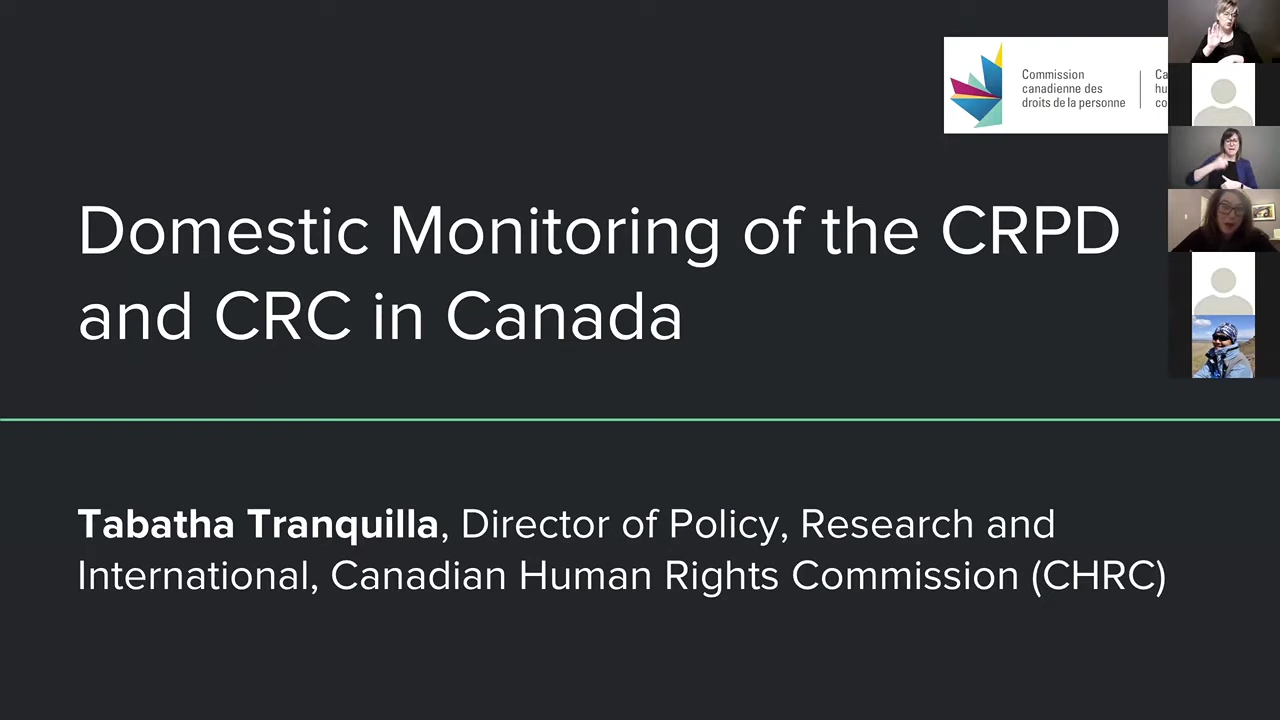 Commission
canadienne des
droits de la personne
Domestic Monitoring of the CRPD
and CRC in Canada
Tabatha Tranquilla, Director of Policy, Research and
International, Canadian Human Rights Commission (CHRC)